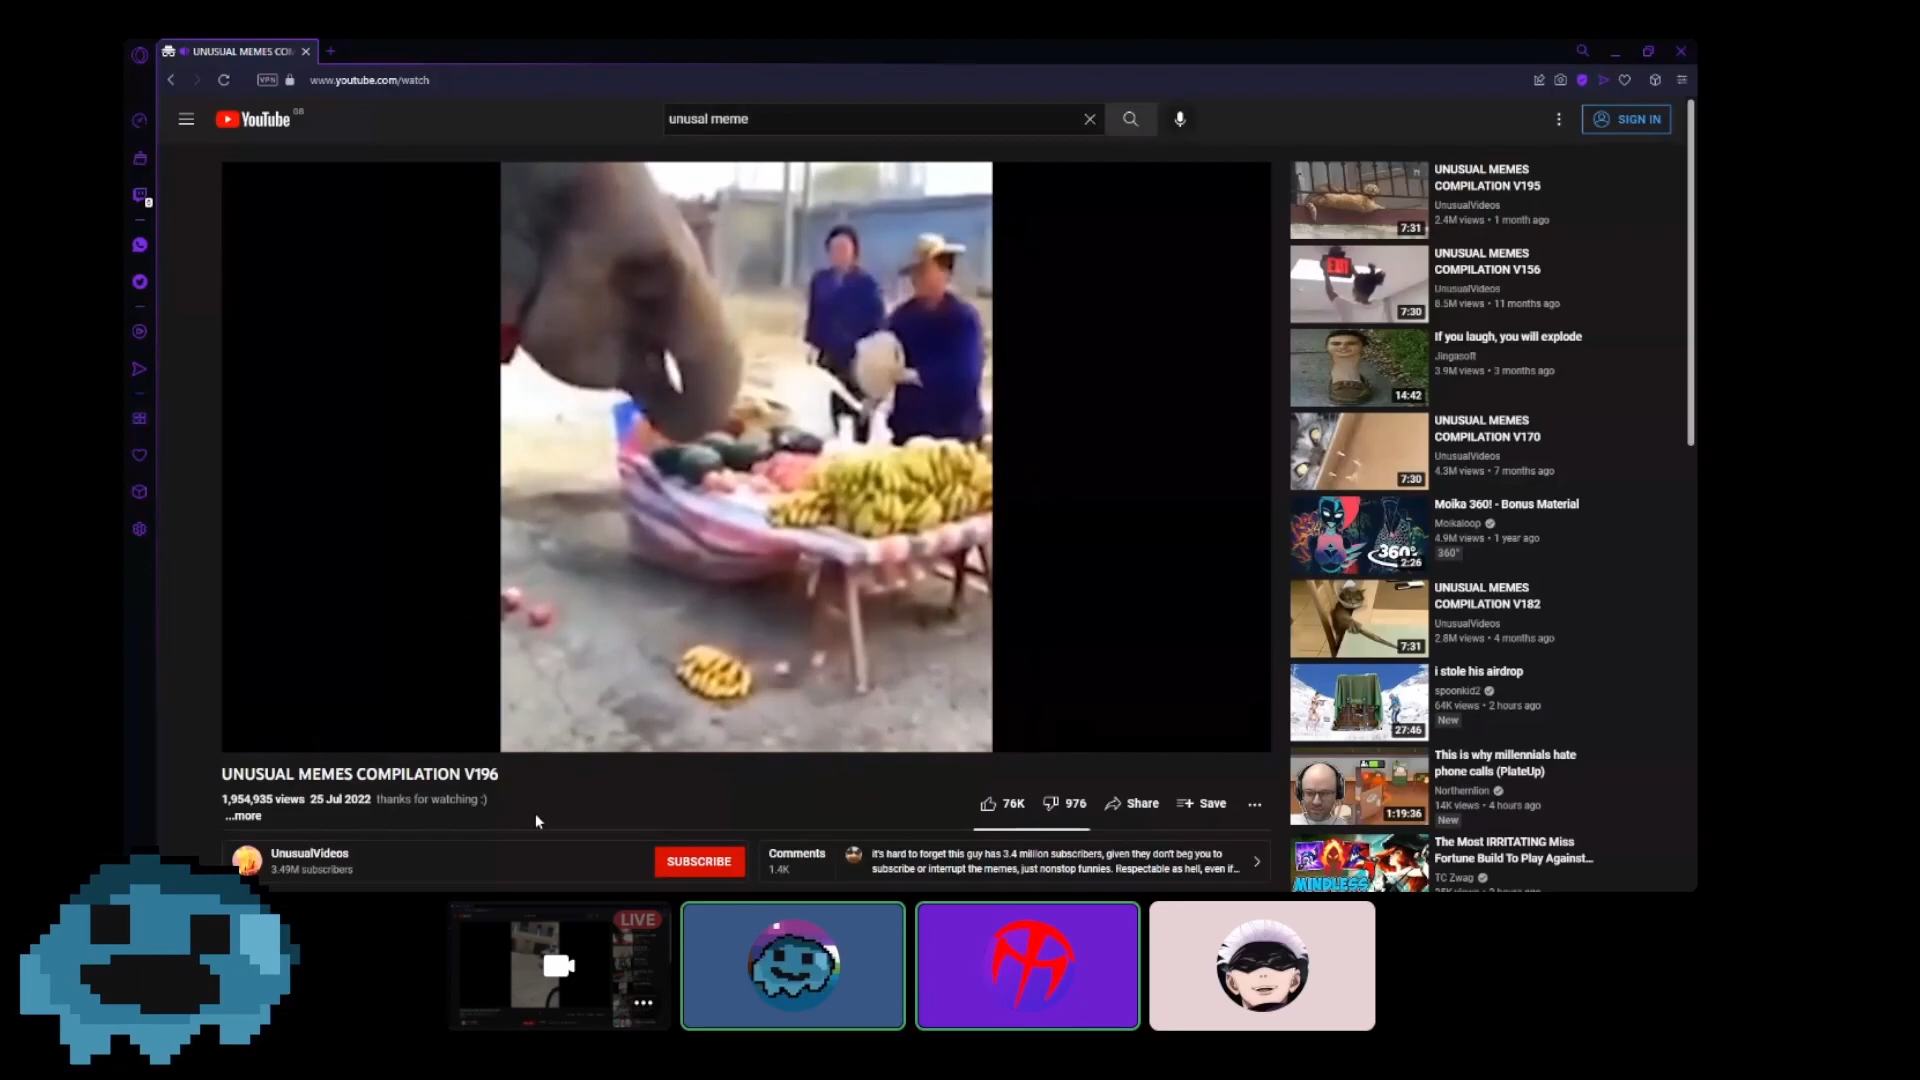 UNUSUAL MEMES COM
VPN
www.youtube.com/watch
YouTube GB
unusal meme
SIGN IN
UNUSUAL MEMES
COMPILATION V195
UnusualVideos
2.4M views • 1 month ago
7:31
UNUSUAL MEMES
COMPILATION V156
UnusualVideos
8.5M views • 11 months ago
EXIT
7:30
If you laugh, you will explode
Jingasoft
3.9M views • 3 months ago
14:42
UNUSUAL MEMES
COMPILATION V170
UnusualVideos
4.3M views • 7 months ago
7:30
Moika 360! - Bonus Material
Moikaloop
4.9M views • 1 year ago
360°
360°
2:26
UNUSUAL MEMES
COMPILATION V182
UnusualVideos
2.8M views • 4 months ago
7:31
i stole his airdrop
spoonkid2
64K views • 2 hours ago
New
27:46
This is why millennials hate
phone calls (PlateUp)
Northernlion
14K views • 4 hours ago
New
1:19:36
The Most IRRITATING Miss
Fortune Build To Play Against...
TC Zwag
MINDLESS
UNUSUAL MEMES COMPILATION V196
1,954,935 views 25 Jul 2022 thanks for watching :)
...more
76K
976
Share
Save
UnusualVideos
3.49M subscribers
SUBSCRIBE
Comments
1.4K
it's hard to forget this guy has 3.4 million subscribers, given they don't beg you to
subscribe or interrupt the memes, just nonstop funnies. Respectable as hell, even if...
LIVE